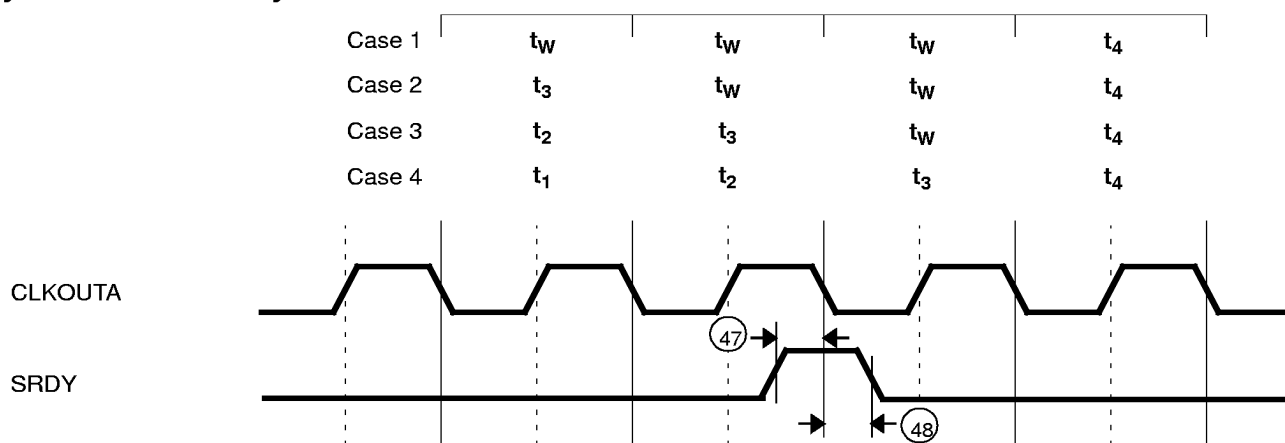 Case 1 tW tW tW t4
Case 2 t3 tW tW t4
Case 3 t2 t3 tW t4
Case 4 t1 t2 t3 t4
CLKOUTA
47
SRDY
48